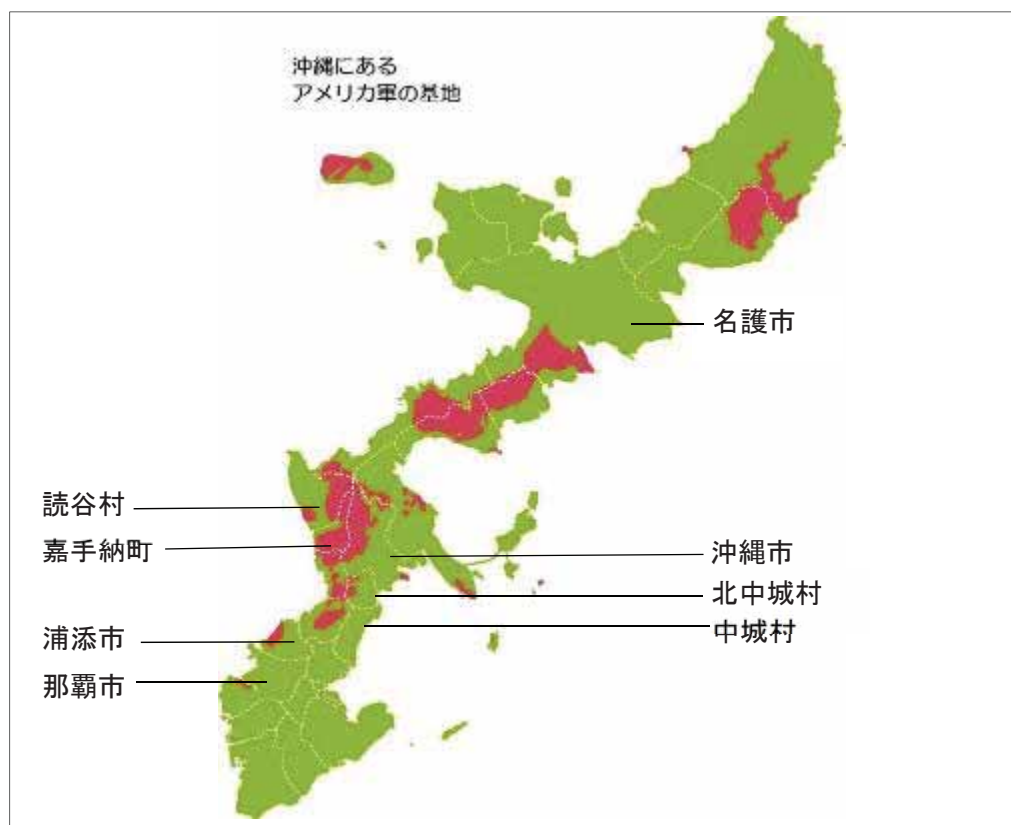 沖縄にある
アメリカ軍の基地
名護市
読谷村
嘉手納町
沖縄市
北中城村
中城村
浦添市
那覇市